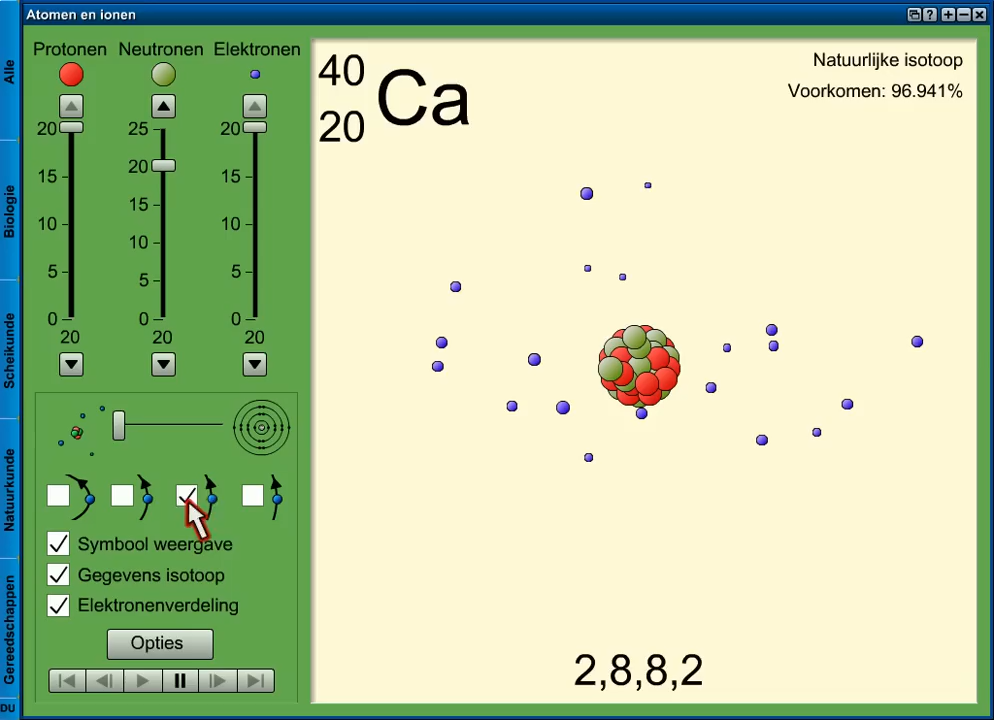 Atomen en ionen
Alle
Biologie
Scheikunde
Natuurkunde
Gereedschappen
DU
Protonen Neutronen Elektronen
20
15
10
5
0
20
25
20
15
10
5
0
20
20
15
10
5
0
20
Symbool weergave
Gegevens isotoop
Elektronenverdeling
Opties
40
20
Ca
Natuurlijke isotoop
Voorkomen: 96.941%
2,8,8,2